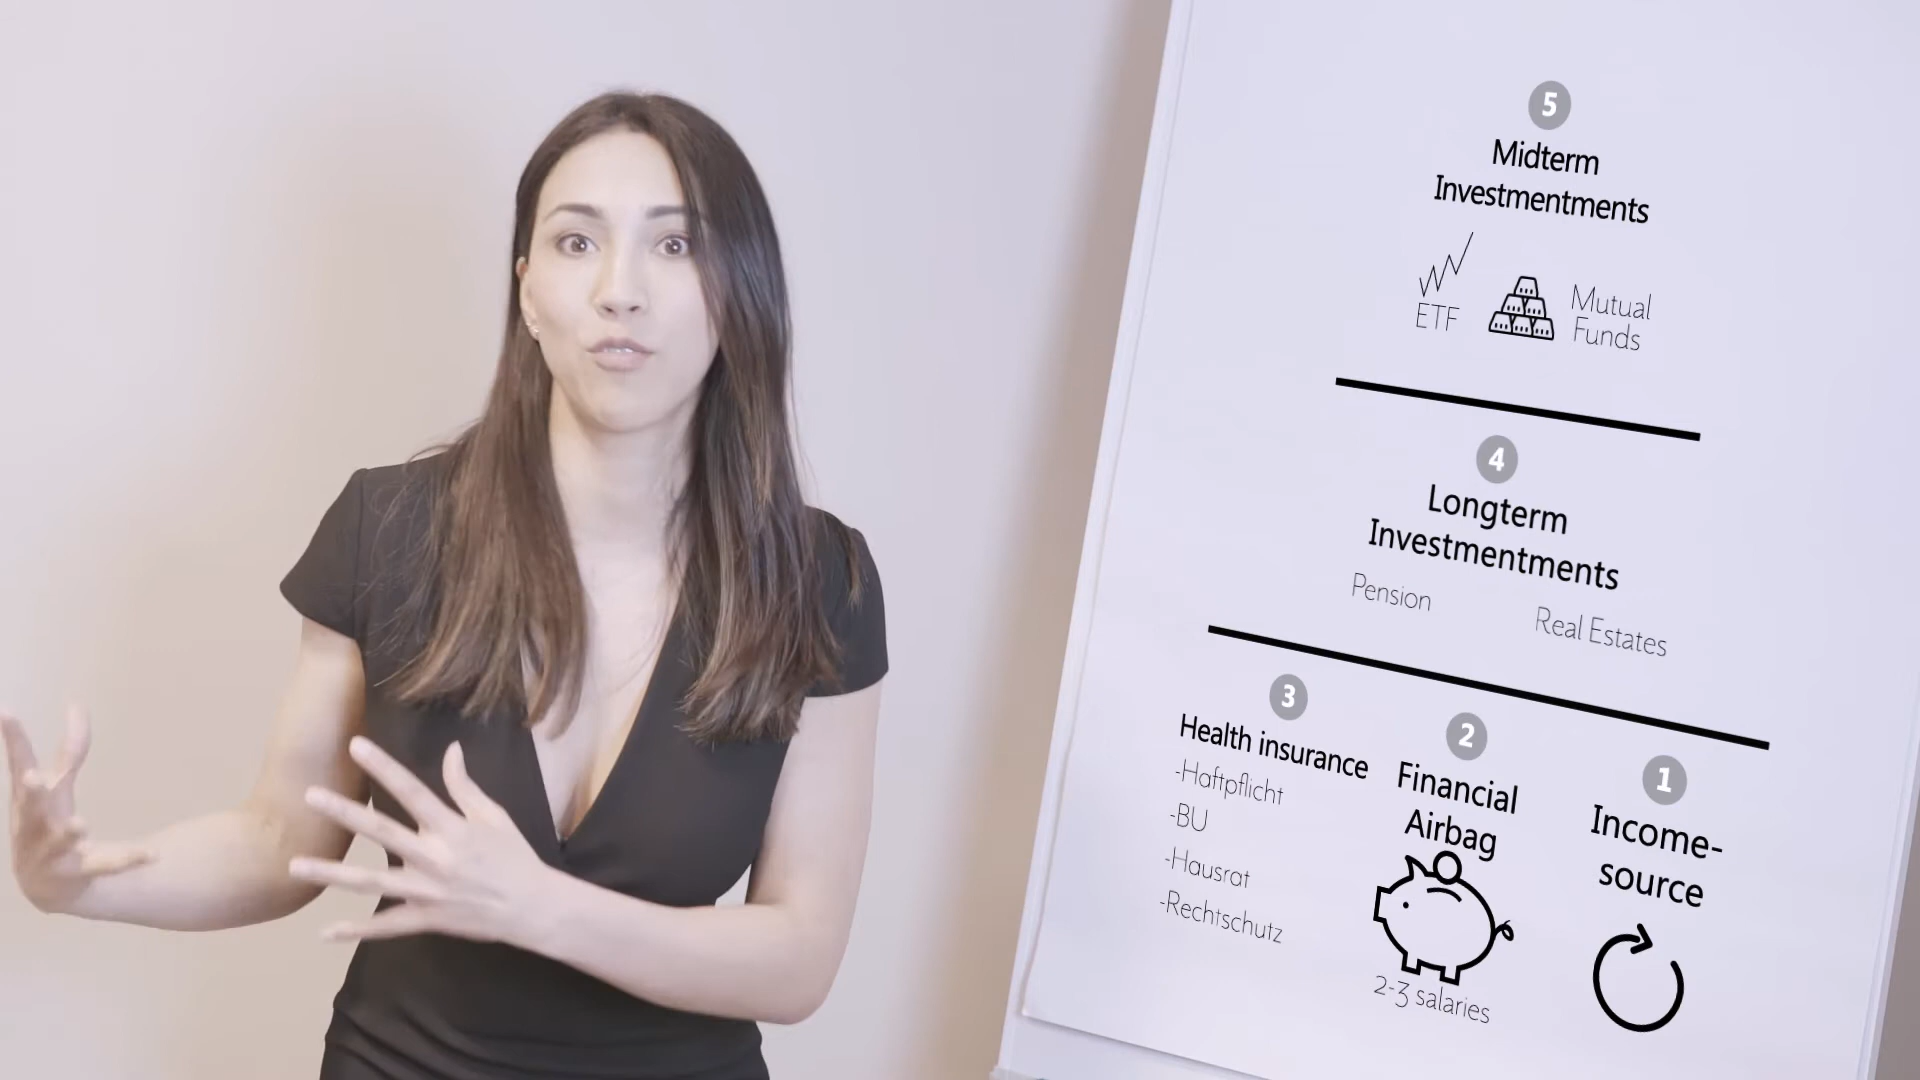 5
Midterm
Investmentments
ETF
Mutual
Funds
4
Longterm
Investmentments
Pension
Real Estates
3
Health insurance
-Haftpflicht
-BU
-Hausrat
-Rechtschutz
2
Financial
Airbag
2-3 salaries
1
Income-
source